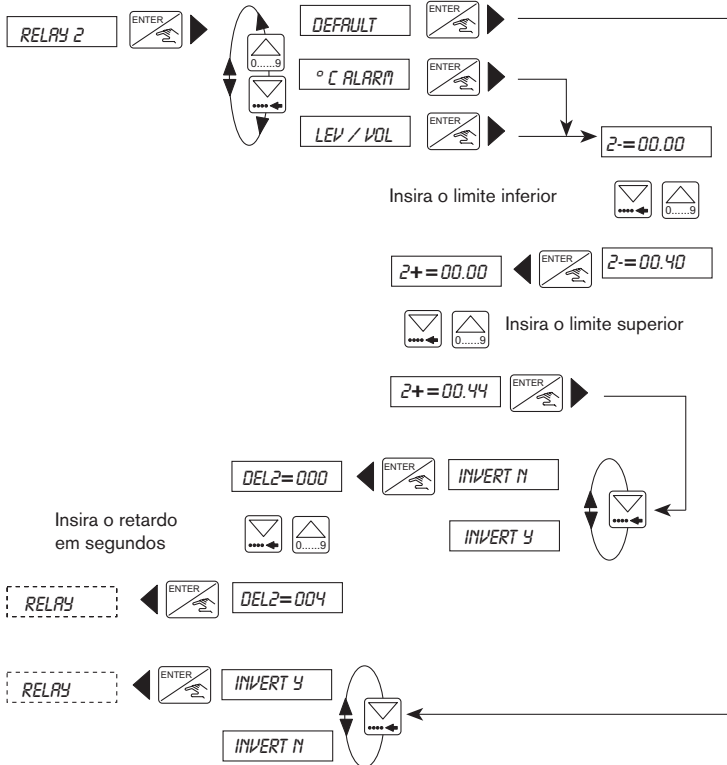 RELAY 2
ENTER
0......9
DEFAULT
ENTER
° C ALARM
ENTER
LEV / VOL
ENTER
2-=00.00
Insira o limite inferior
0......9
2+=00.00
ENTER
2-=00.40
0......9
Insira o limite superior
2+=00.44
ENTER
DEL2=000
ENTER
INVERT N
INVERT Y
Insira o retardo
em segundos
0......9
RELAY
ENTER
DEL2=004
RELAY
ENTER
INVERT Y
INVERT N